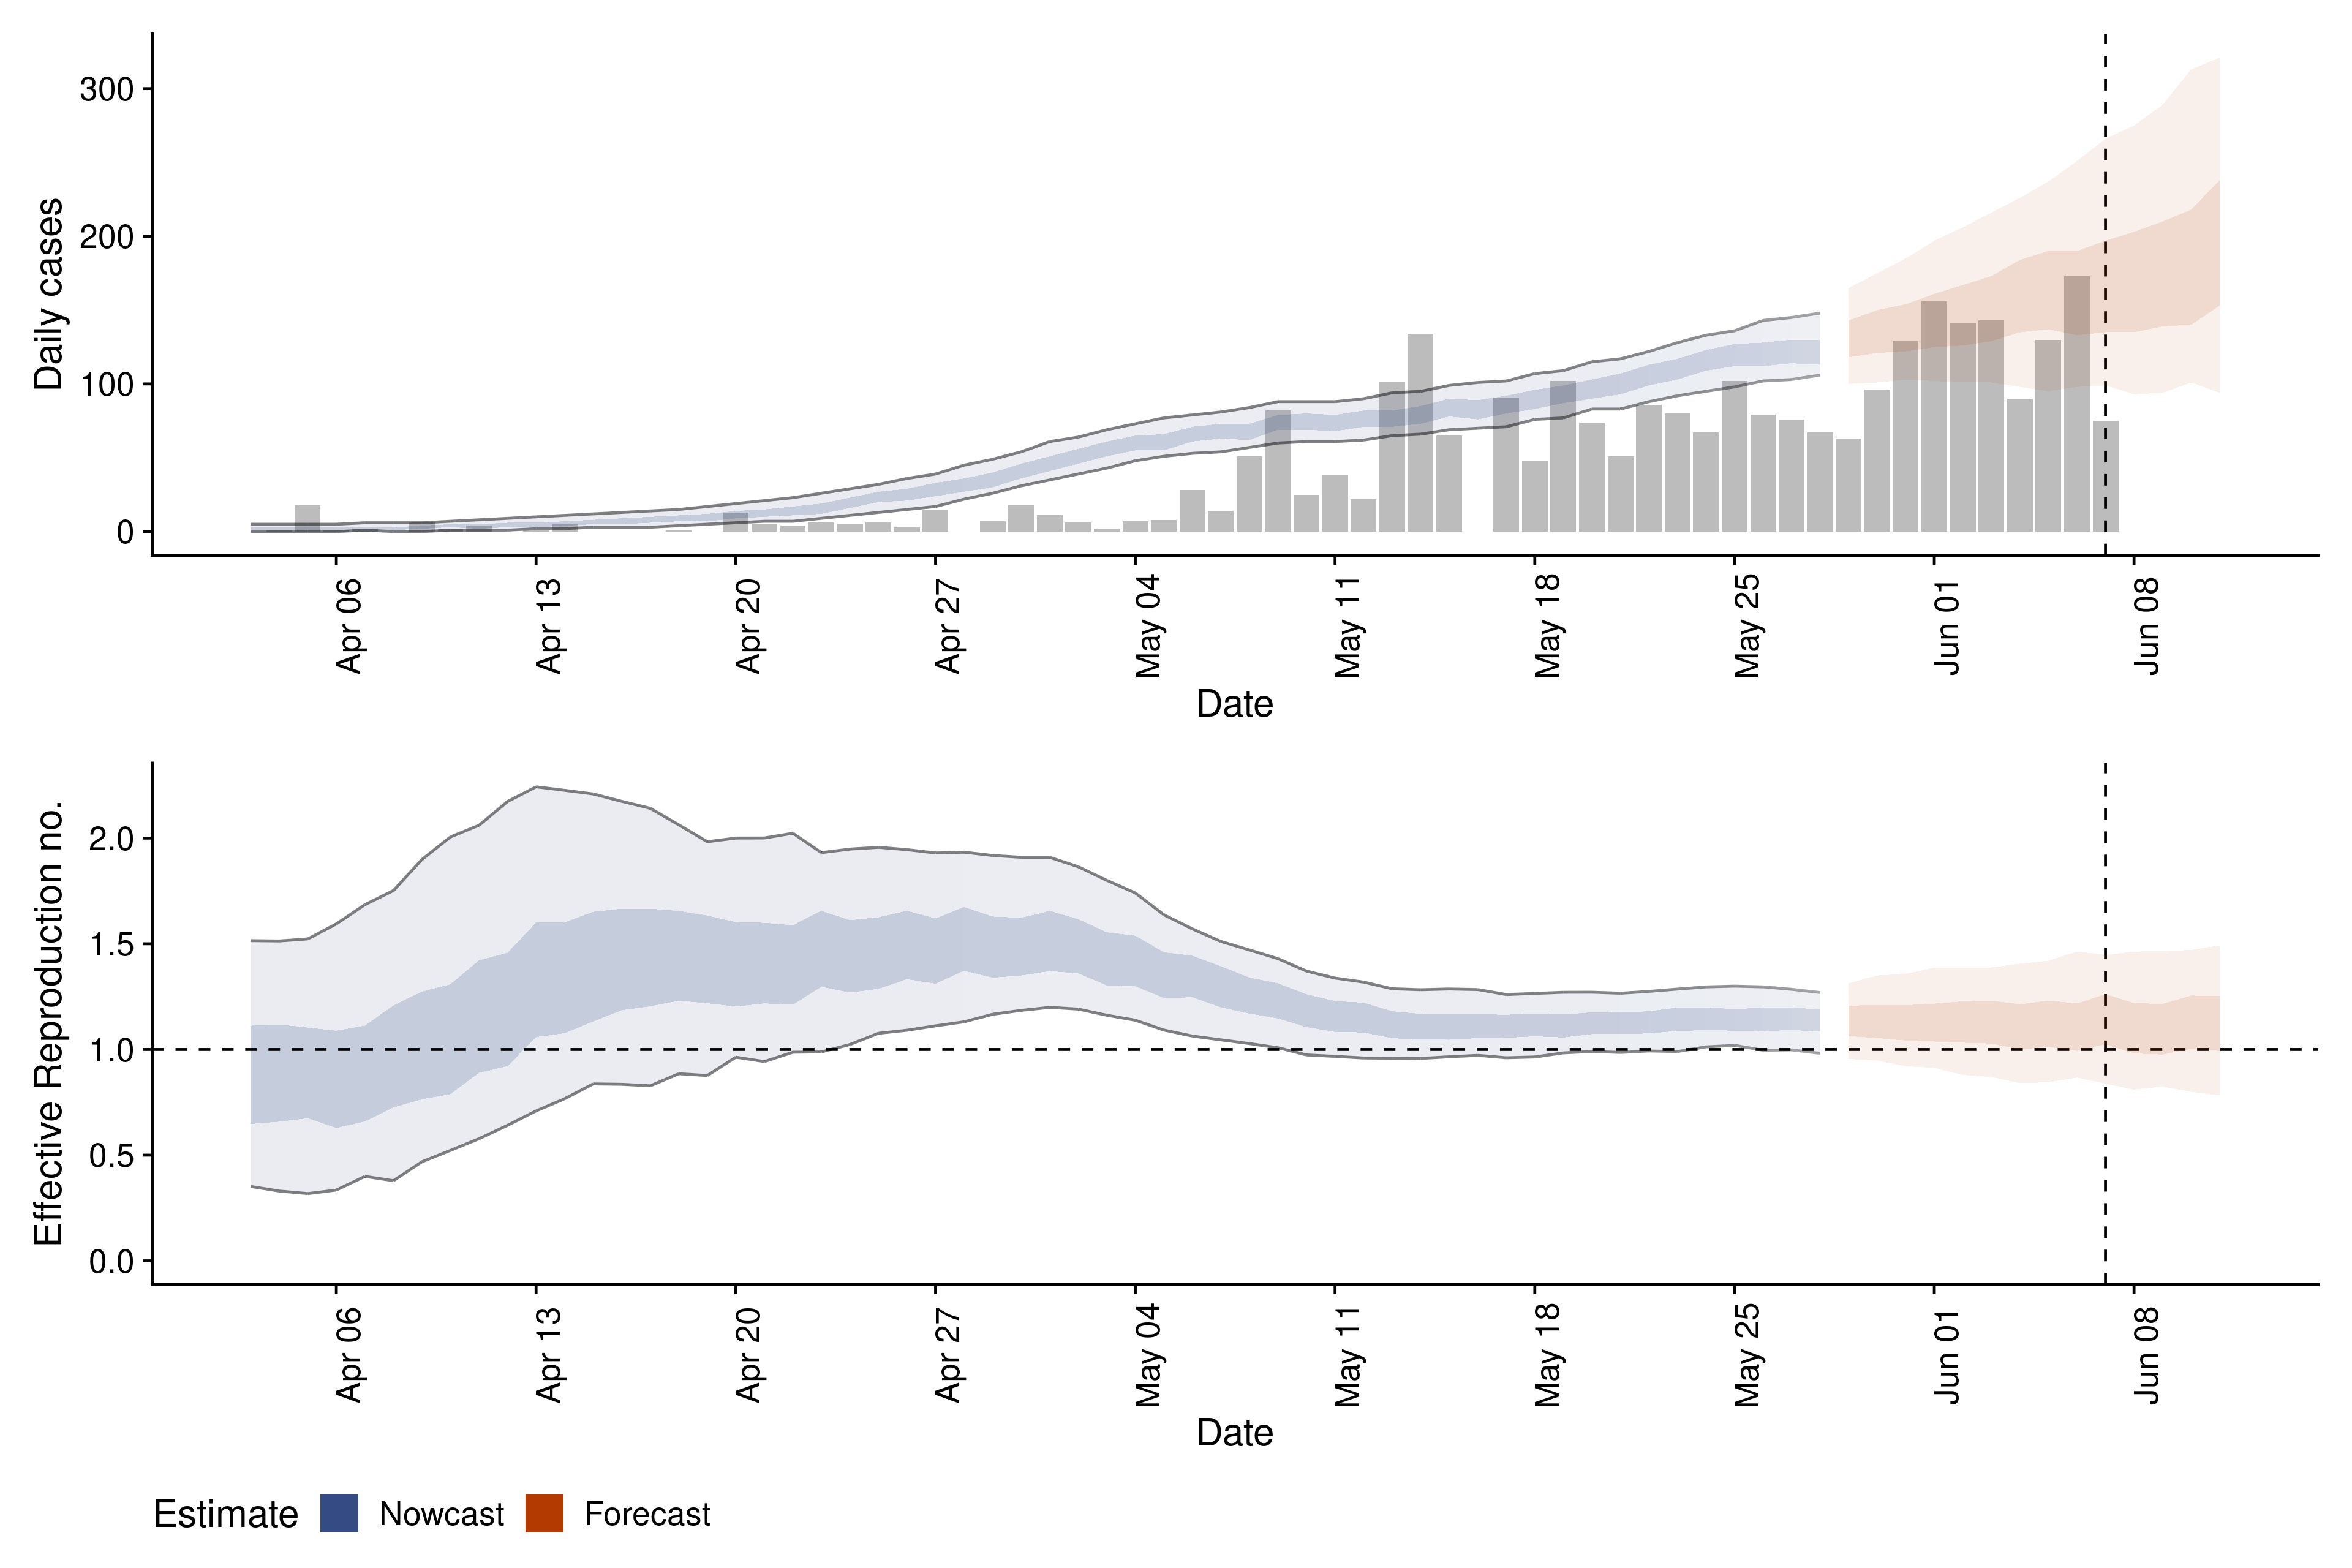 Daily cases
300
200
100
0
Apr 06
Apr 13
Apr 20
Apr 27
May 04
May 11
May 18
May 25
Jun 01
Jun 08
Date
Effective Reproduction no.
2.0
1.5
1.0
0.5
0.0
Apr 06
Apr 13
Apr 20
Apr 27
May 04
May 11
May 18
May 25
Jun 01
Jun 08
Date
Estimate Nowcast Forecast